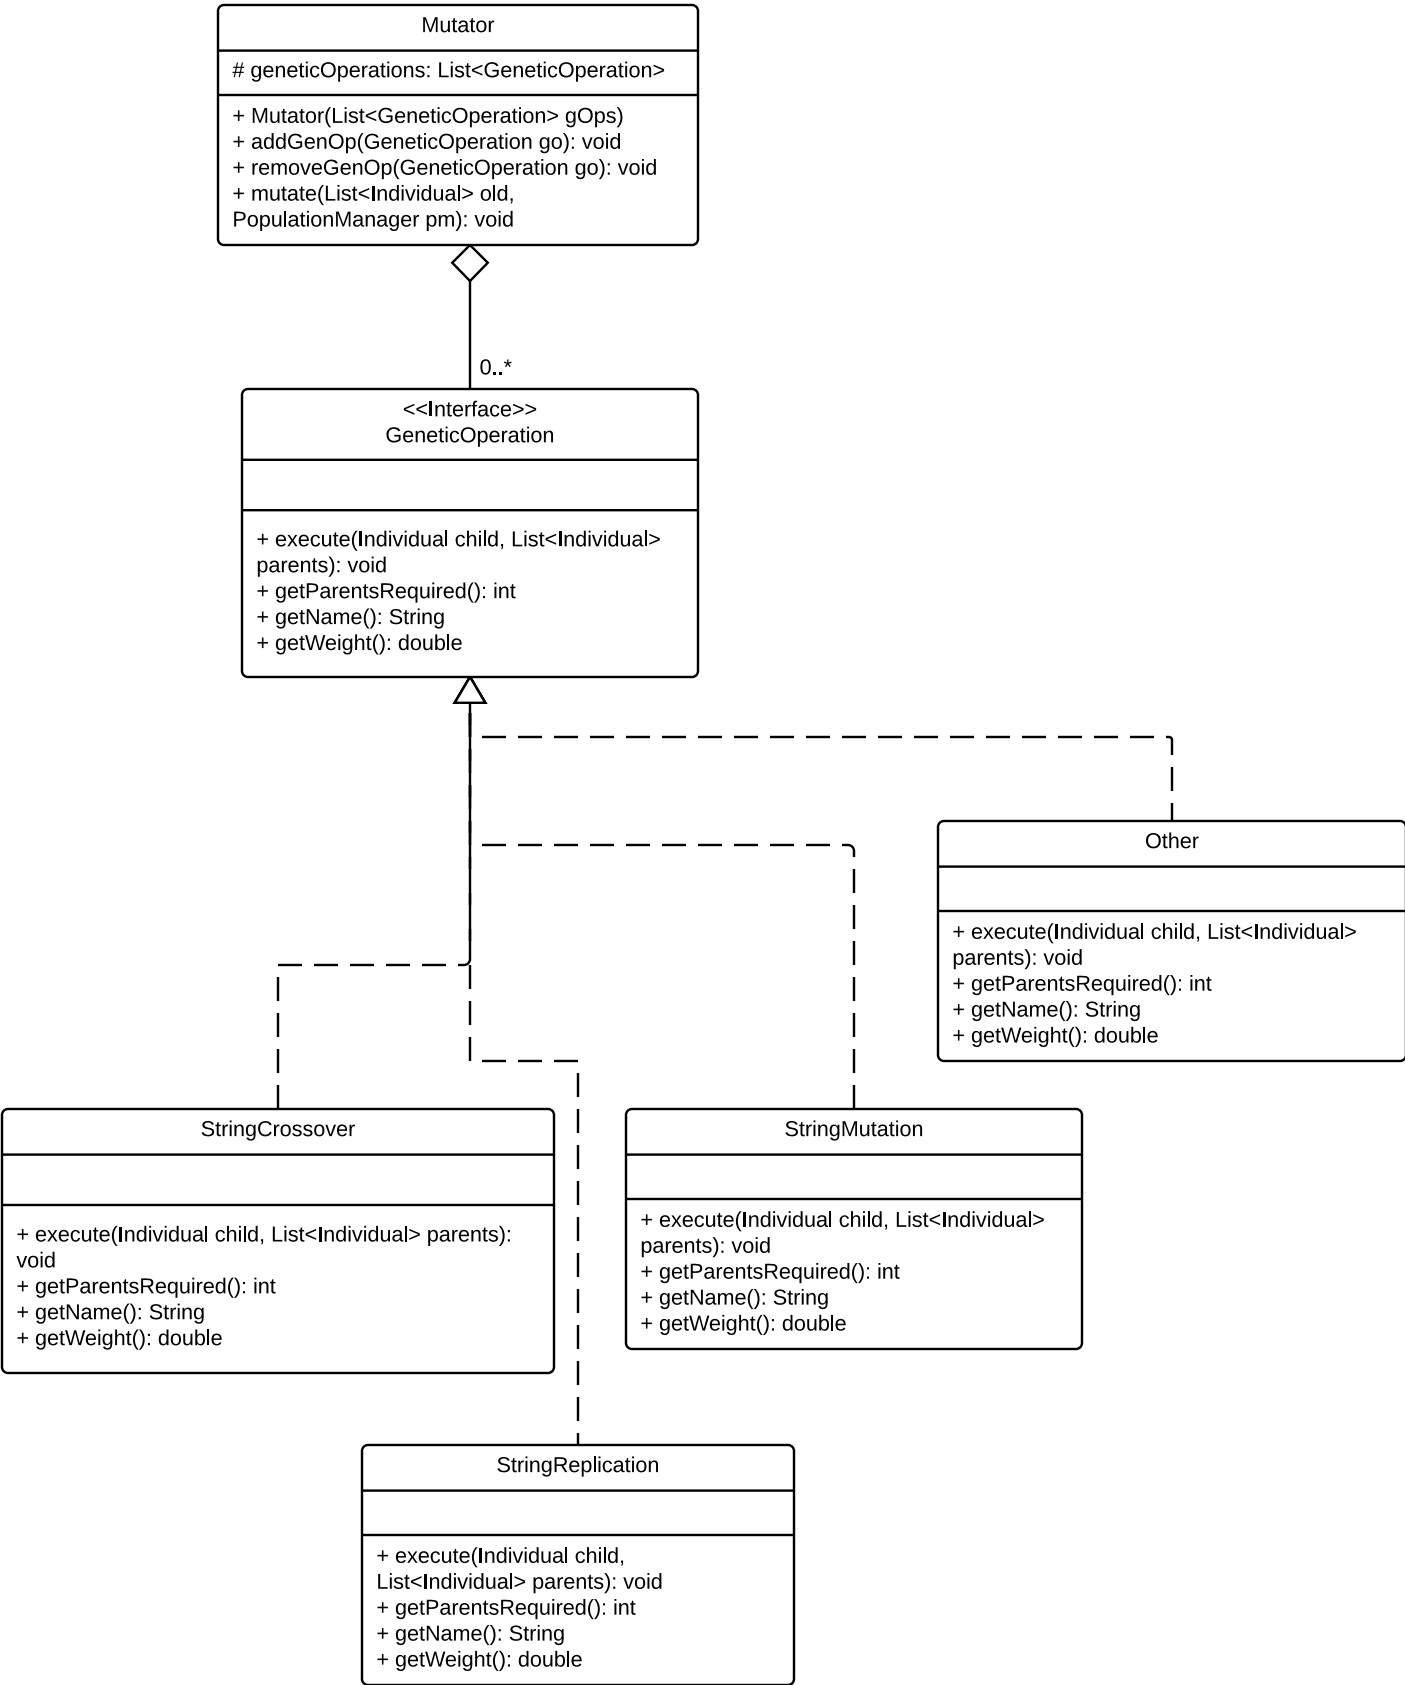 Mutator
# geneticOperations: List<GeneticOperation>
+ Mutator(List<GeneticOperation> gOps)
+ addGenOp(GeneticOperation go): void
+ removeGenOp(GeneticOperation go): void
+ mutate(List<Individual> old,
PopulationManager pm): void
0..*
<<Interface>>
GeneticOperation
+ execute(Individual child, List<Individual>
parents): void
+ getParentsRequired(): int
+ getName(): String
+ getWeight(): double
Other
+ execute(Individual child, List<Individual>
parents): void
+ getParentsRequired(): int
+ getName(): String
+ getWeight(): double
StringCrossover
+ execute(Individual child, List<Individual> parents):
void
+ getParentsRequired(): int
+ getName(): String
+ getWeight(): double
StringMutation
+ execute(Individual child, List<Individual>
parents): void
+ getParentsRequired(): int
+ getName(): String
+ getWeight(): double
StringReplication
+ execute(Individual child,
List<Individual> parents): void
+ getParentsRequired(): int
+ getName(): String
+ getWeight(): double